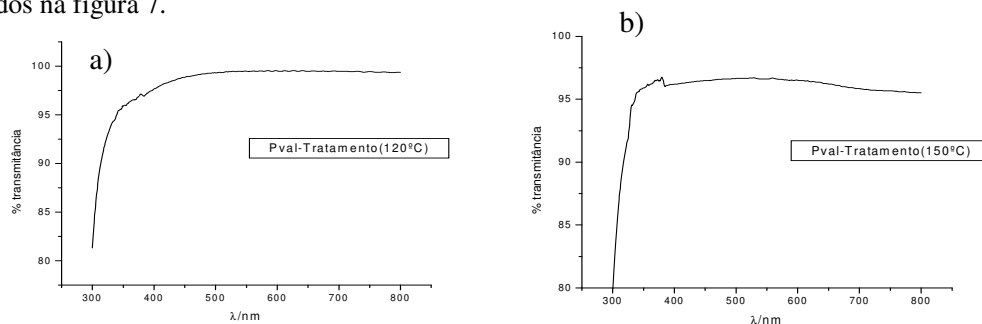 dos na figura 7.
a)
100
95
90
85
80
% transmitância
Pval-Tratamento(120ºC)
300 400 500 600 700 800
λ/nm
b)
100
95
90
85
80
% transmitância
Pval-Tratamento(150ºC)
300 400 500 600 700 800
λ/nm